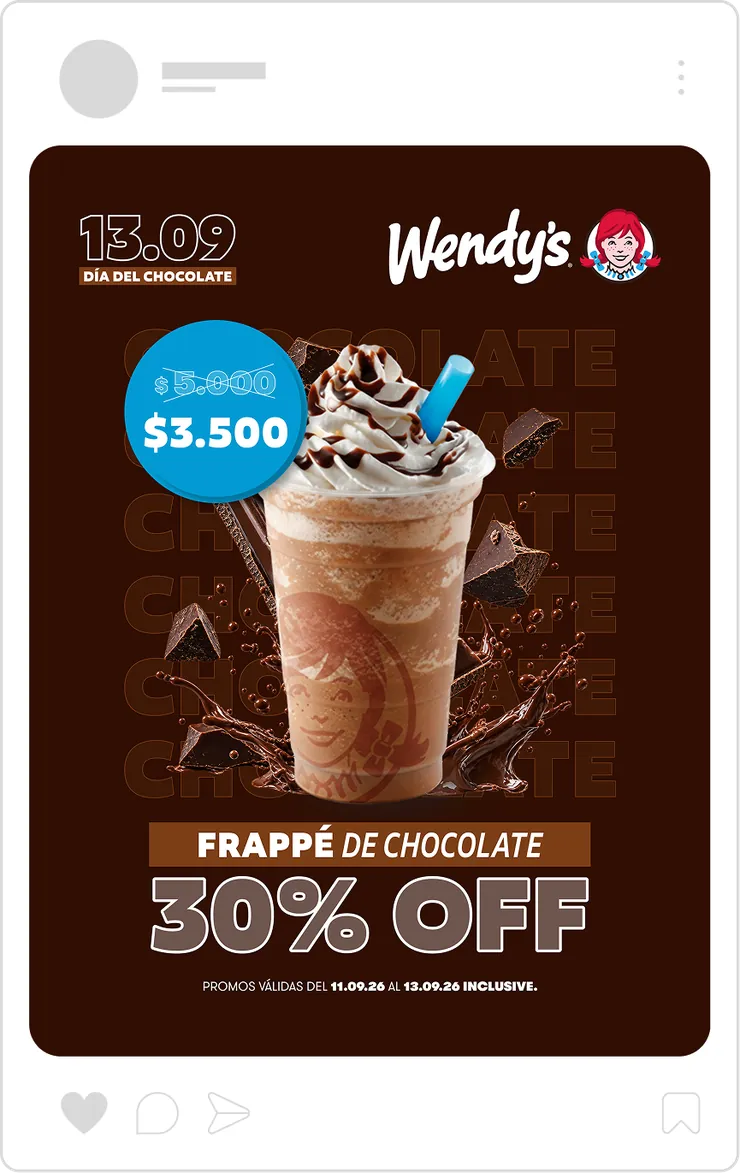 13.09
DÍA DEL CHOCOLATE
Wendy's
CHOCOLATE
$5.000
$3.500
CHOCOLATE
CHOCOLATE
CHOCOLATE
CHOCOLATE
CHOCOLATE
FRAPPÉ DE CHOCOLATE
30% OFF
PROMOS VÁLIDAS DEL 11.09.26 AL 13.09.26 INCLUSIVE.